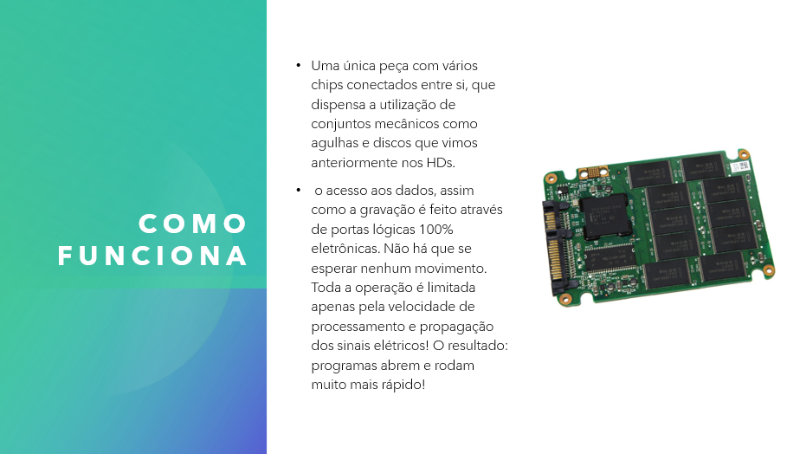 COMO
FUNCIONA
• Uma única peça com vários
chips conectados entre si, que
dispensa a utilização de
conjuntos mecânicos como
agulhas e discos que vimos
anteriormente nos HDs.
• o acesso aos dados, assim
como a gravação é feito através
de portas lógicas 100%
eletrônicas. Não há que se
esperar nenhum movimento.
Toda a operação é limitada
apenas pela velocidade de
processamento e propagação
dos sinais elétricos! O resultado:
programas abrem e rodam
muito mais rápido!